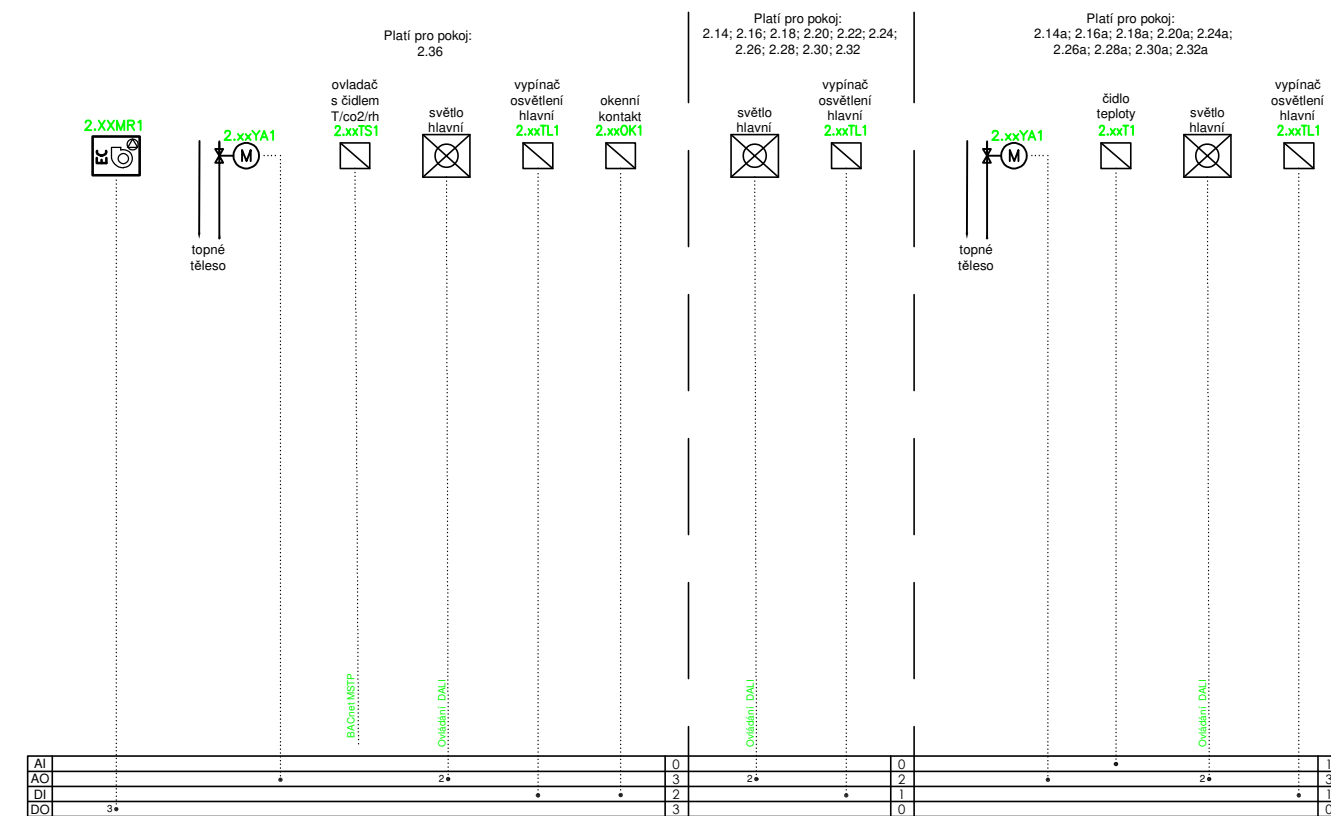 Platí pro pokoj:
2.36
Platí pro pokoj:
2.14; 2.16; 2.18; 2.20; 2.22; 2.24;
2.26; 2.28; 2.30; 2.32
Platí pro pokoj:
2.14a; 2.16a; 2.18a; 2.20a; 2.24a;
2.26a; 2.28a; 2.30a; 2.32a
2.XXMR1
EC
2.xxYA1
M
topné
těleso
ovladač
s čidlem
T/co2/rh
2.xxTS1
světlo
hlavní
vypínač
osvětlení
hlavní
2.xxTL1
okenní
kontakt
2.xxOK1
světlo
hlavní
vypínač
osvětlení
hlavní
2.xxTL1
2.xxYA1
M
topné
těleso
čidlo
teploty
2.xxT1
světlo
hlavní
vypínač
osvětlení
hlavní
2.xxTL1
BACnet MSTP
Ovládání DALI
Ovládání DALI
Ovládání DALI
AI 0 0 1
AO 2 3 2 2 2 3
DI 2 1 1
DO 3 3 0 0